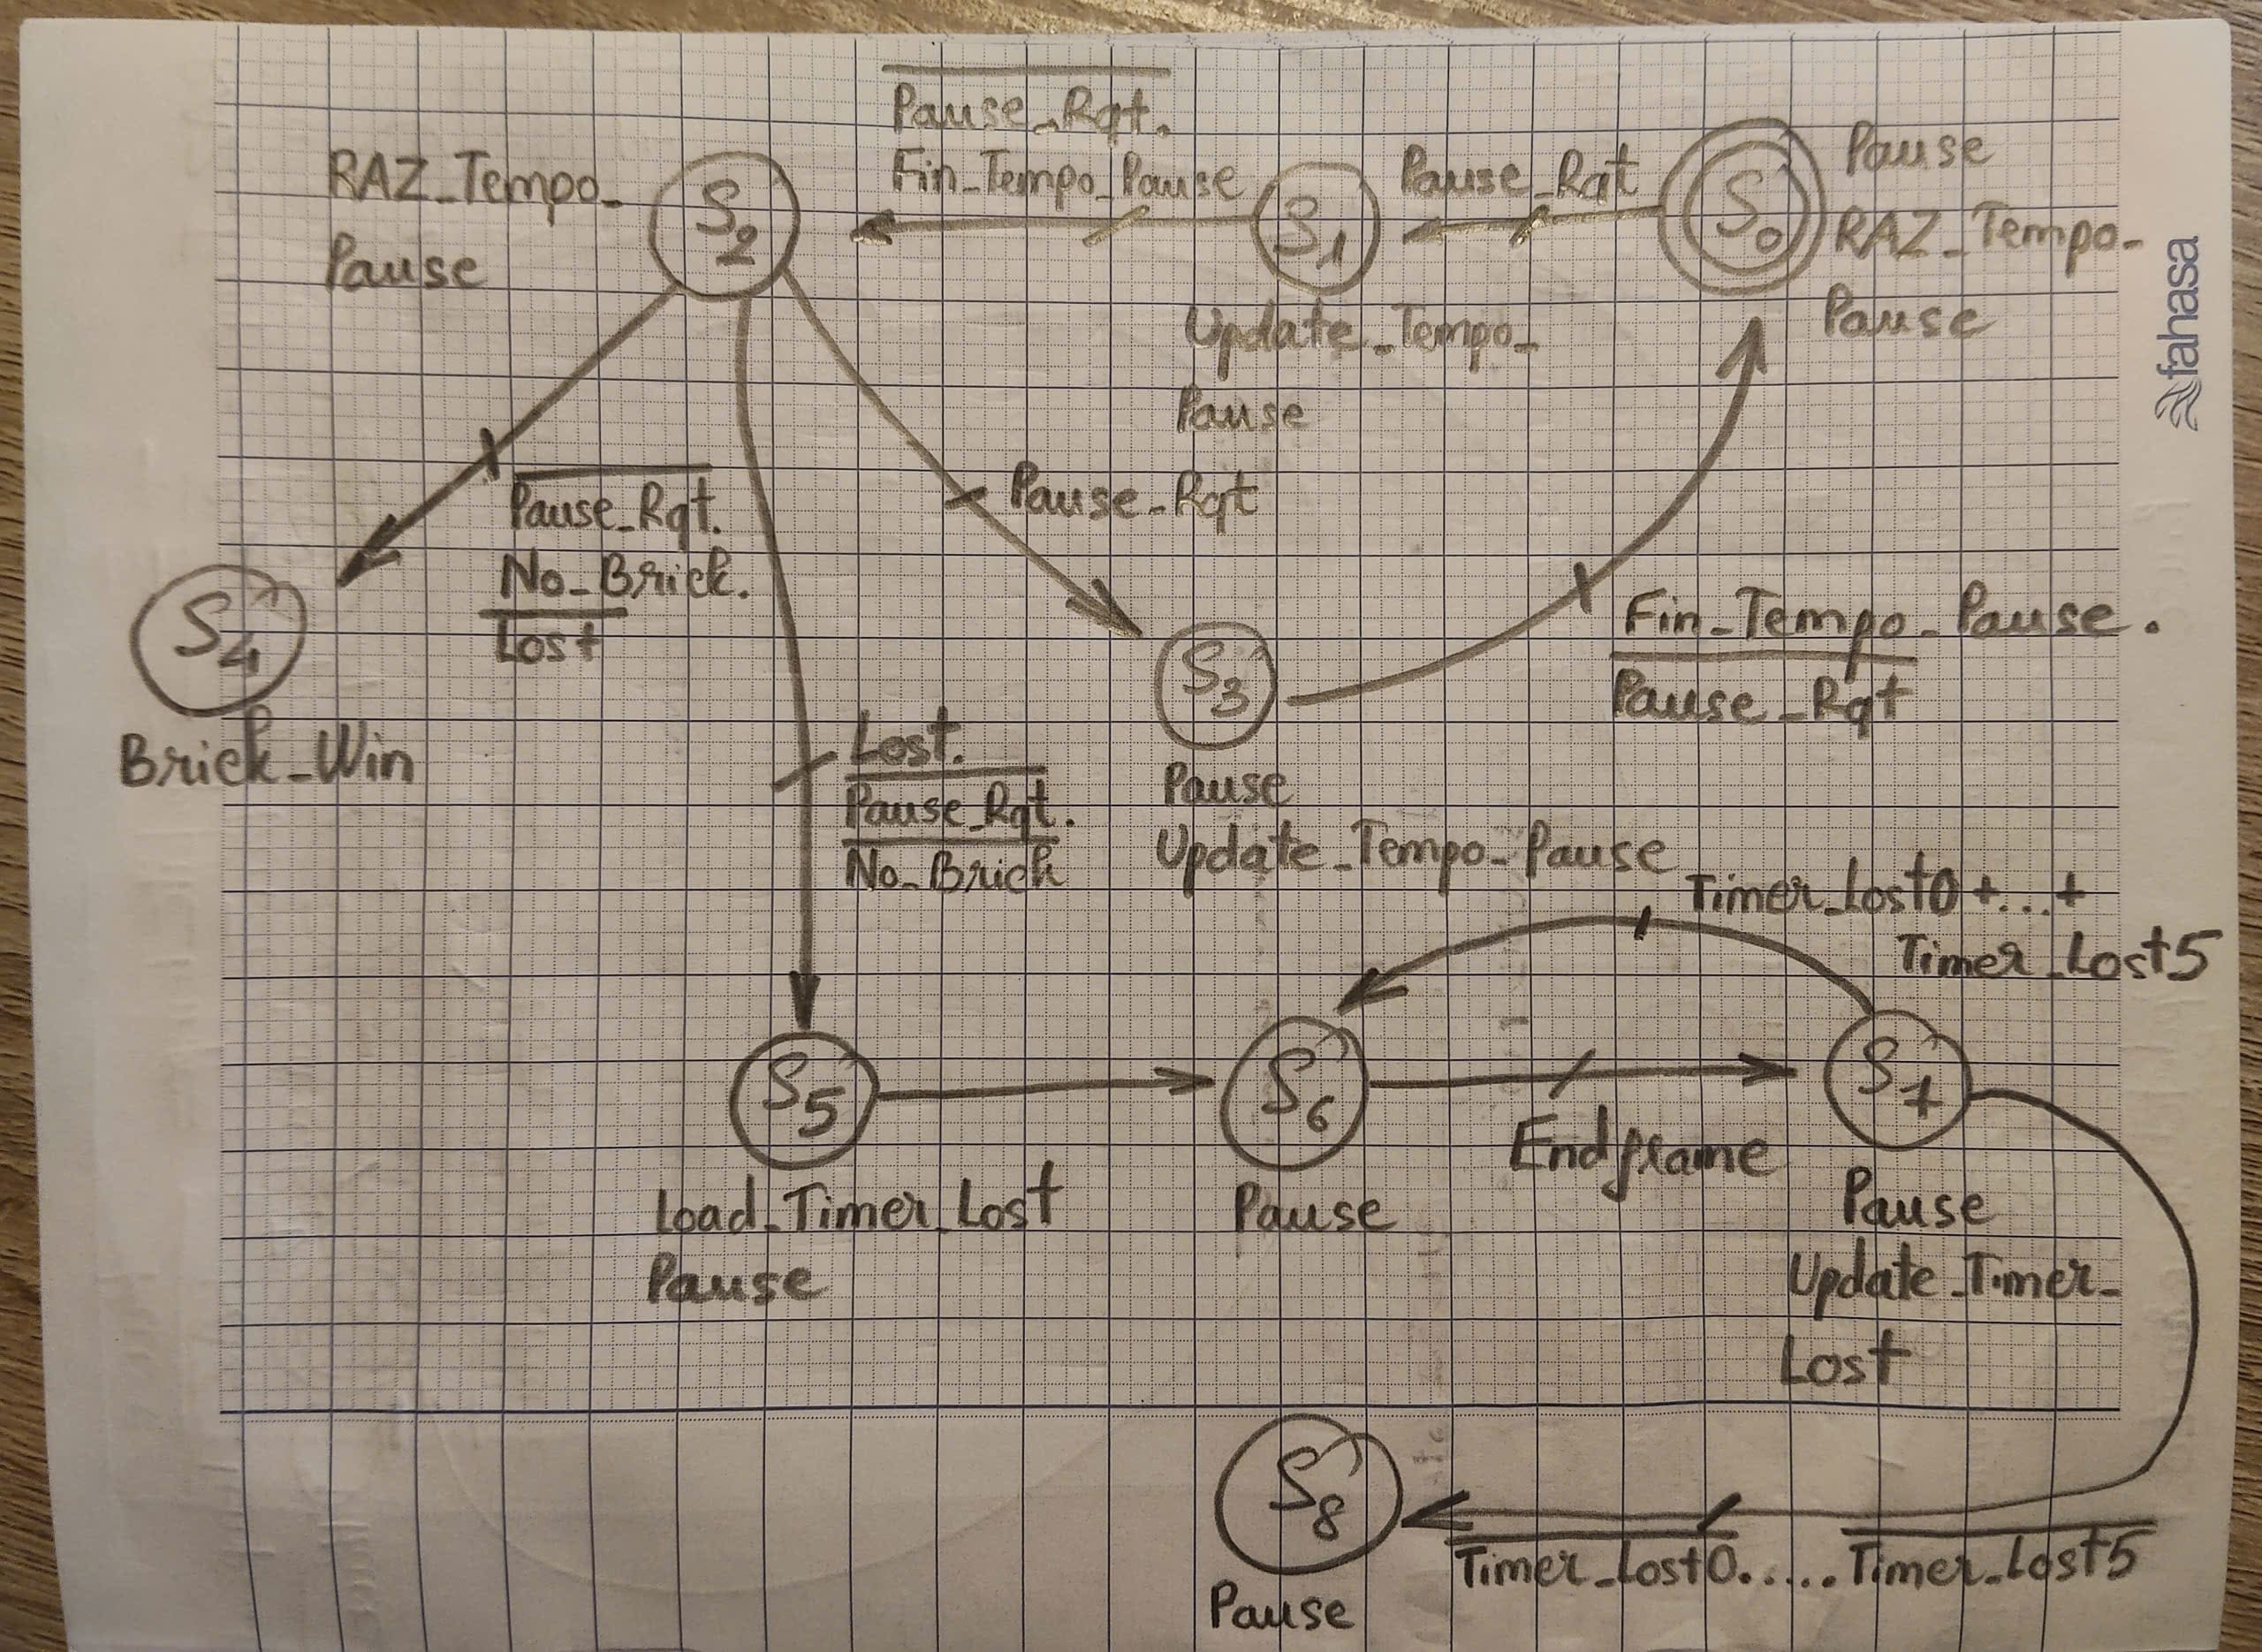 Pause_Rqt.
Fin_Tempo_Pause
RAZ_Tempo_
Pause
S2
S1
Pause_Rqt
S0
Pause
RAZ_Tempo_
Pause
Update_Tempo_
Pause
fahasa
Pause_Rqt.
No_Brick.
Lost
Pause_Rqt
S4
Brick_Win
S3
Pause
Update_Tempo_Pause
Fin_Tempo_Pause.
Pause_Rqt
Lost.
Pause_Rqt.
No_Brick
Timer_Lost0+...+
Timer_Lost5
S5
Load_Timer_Lost
Pause
S6
Pause
Endframe
S7
Pause
Update_Timer_
Lost
S8
Pause
Timer_Lost0.....Timer_Lost5